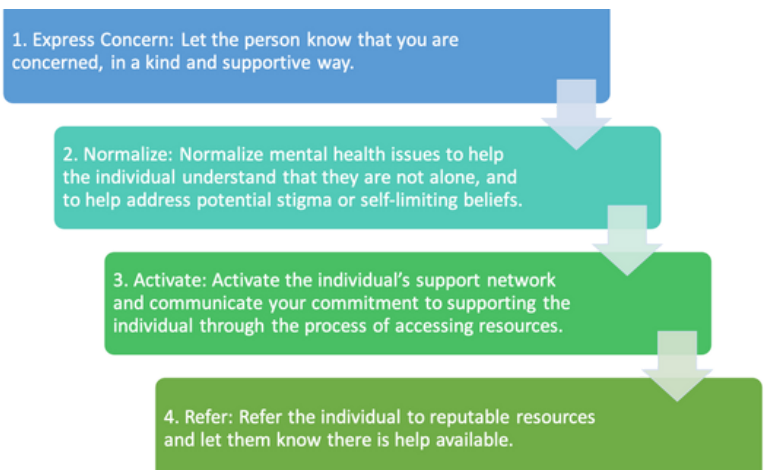 1. Express Concern: Let the person know that you are
concerned, in a kind and supportive way.
2. Normalize: Normalize mental health issues to help
the individual understand that they are not alone, and
to help address potential stigma or self-limiting beliefs.
3. Activate: Activate the individual’s support network
and communicate your commitment to supporting the
individual through the process of accessing resources.
4. Refer: Refer the individual to reputable resources
and let them know there is help available.